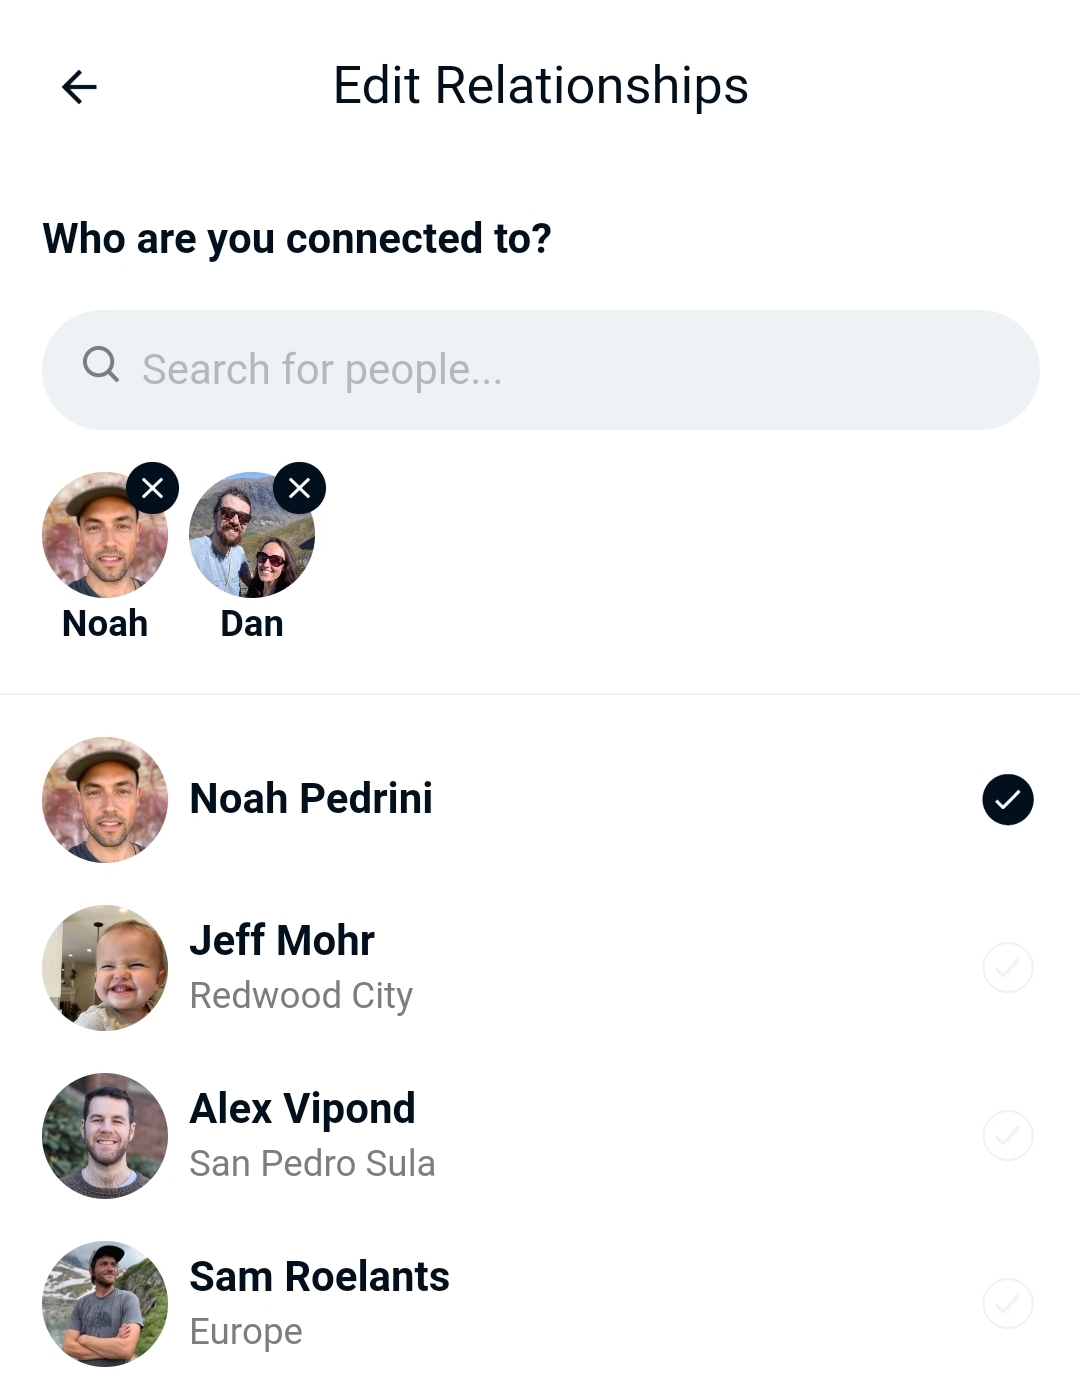 Edit Relationships
Who are you connected to?
Search for people...
Noah Dan
Noah Pedrini
Jeff Mohr
Redwood City
Alex Vipond
San Pedro Sula
Sam Roelants
Europe